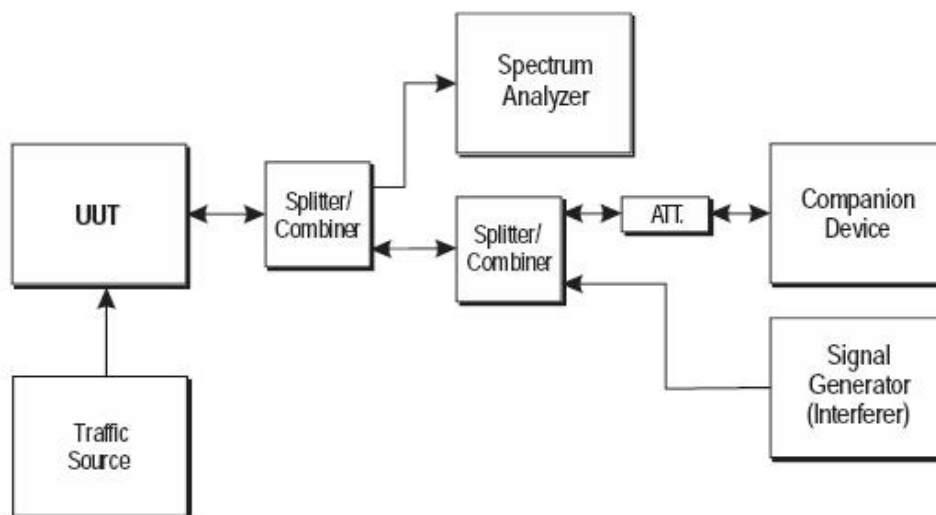 Spectrum
Analyzer
UUT
Splitter/
Combiner
Splitter/
Combiner
ATT.
Companion
Device
Traffic
Source
Signal
Generator
(Interferer)